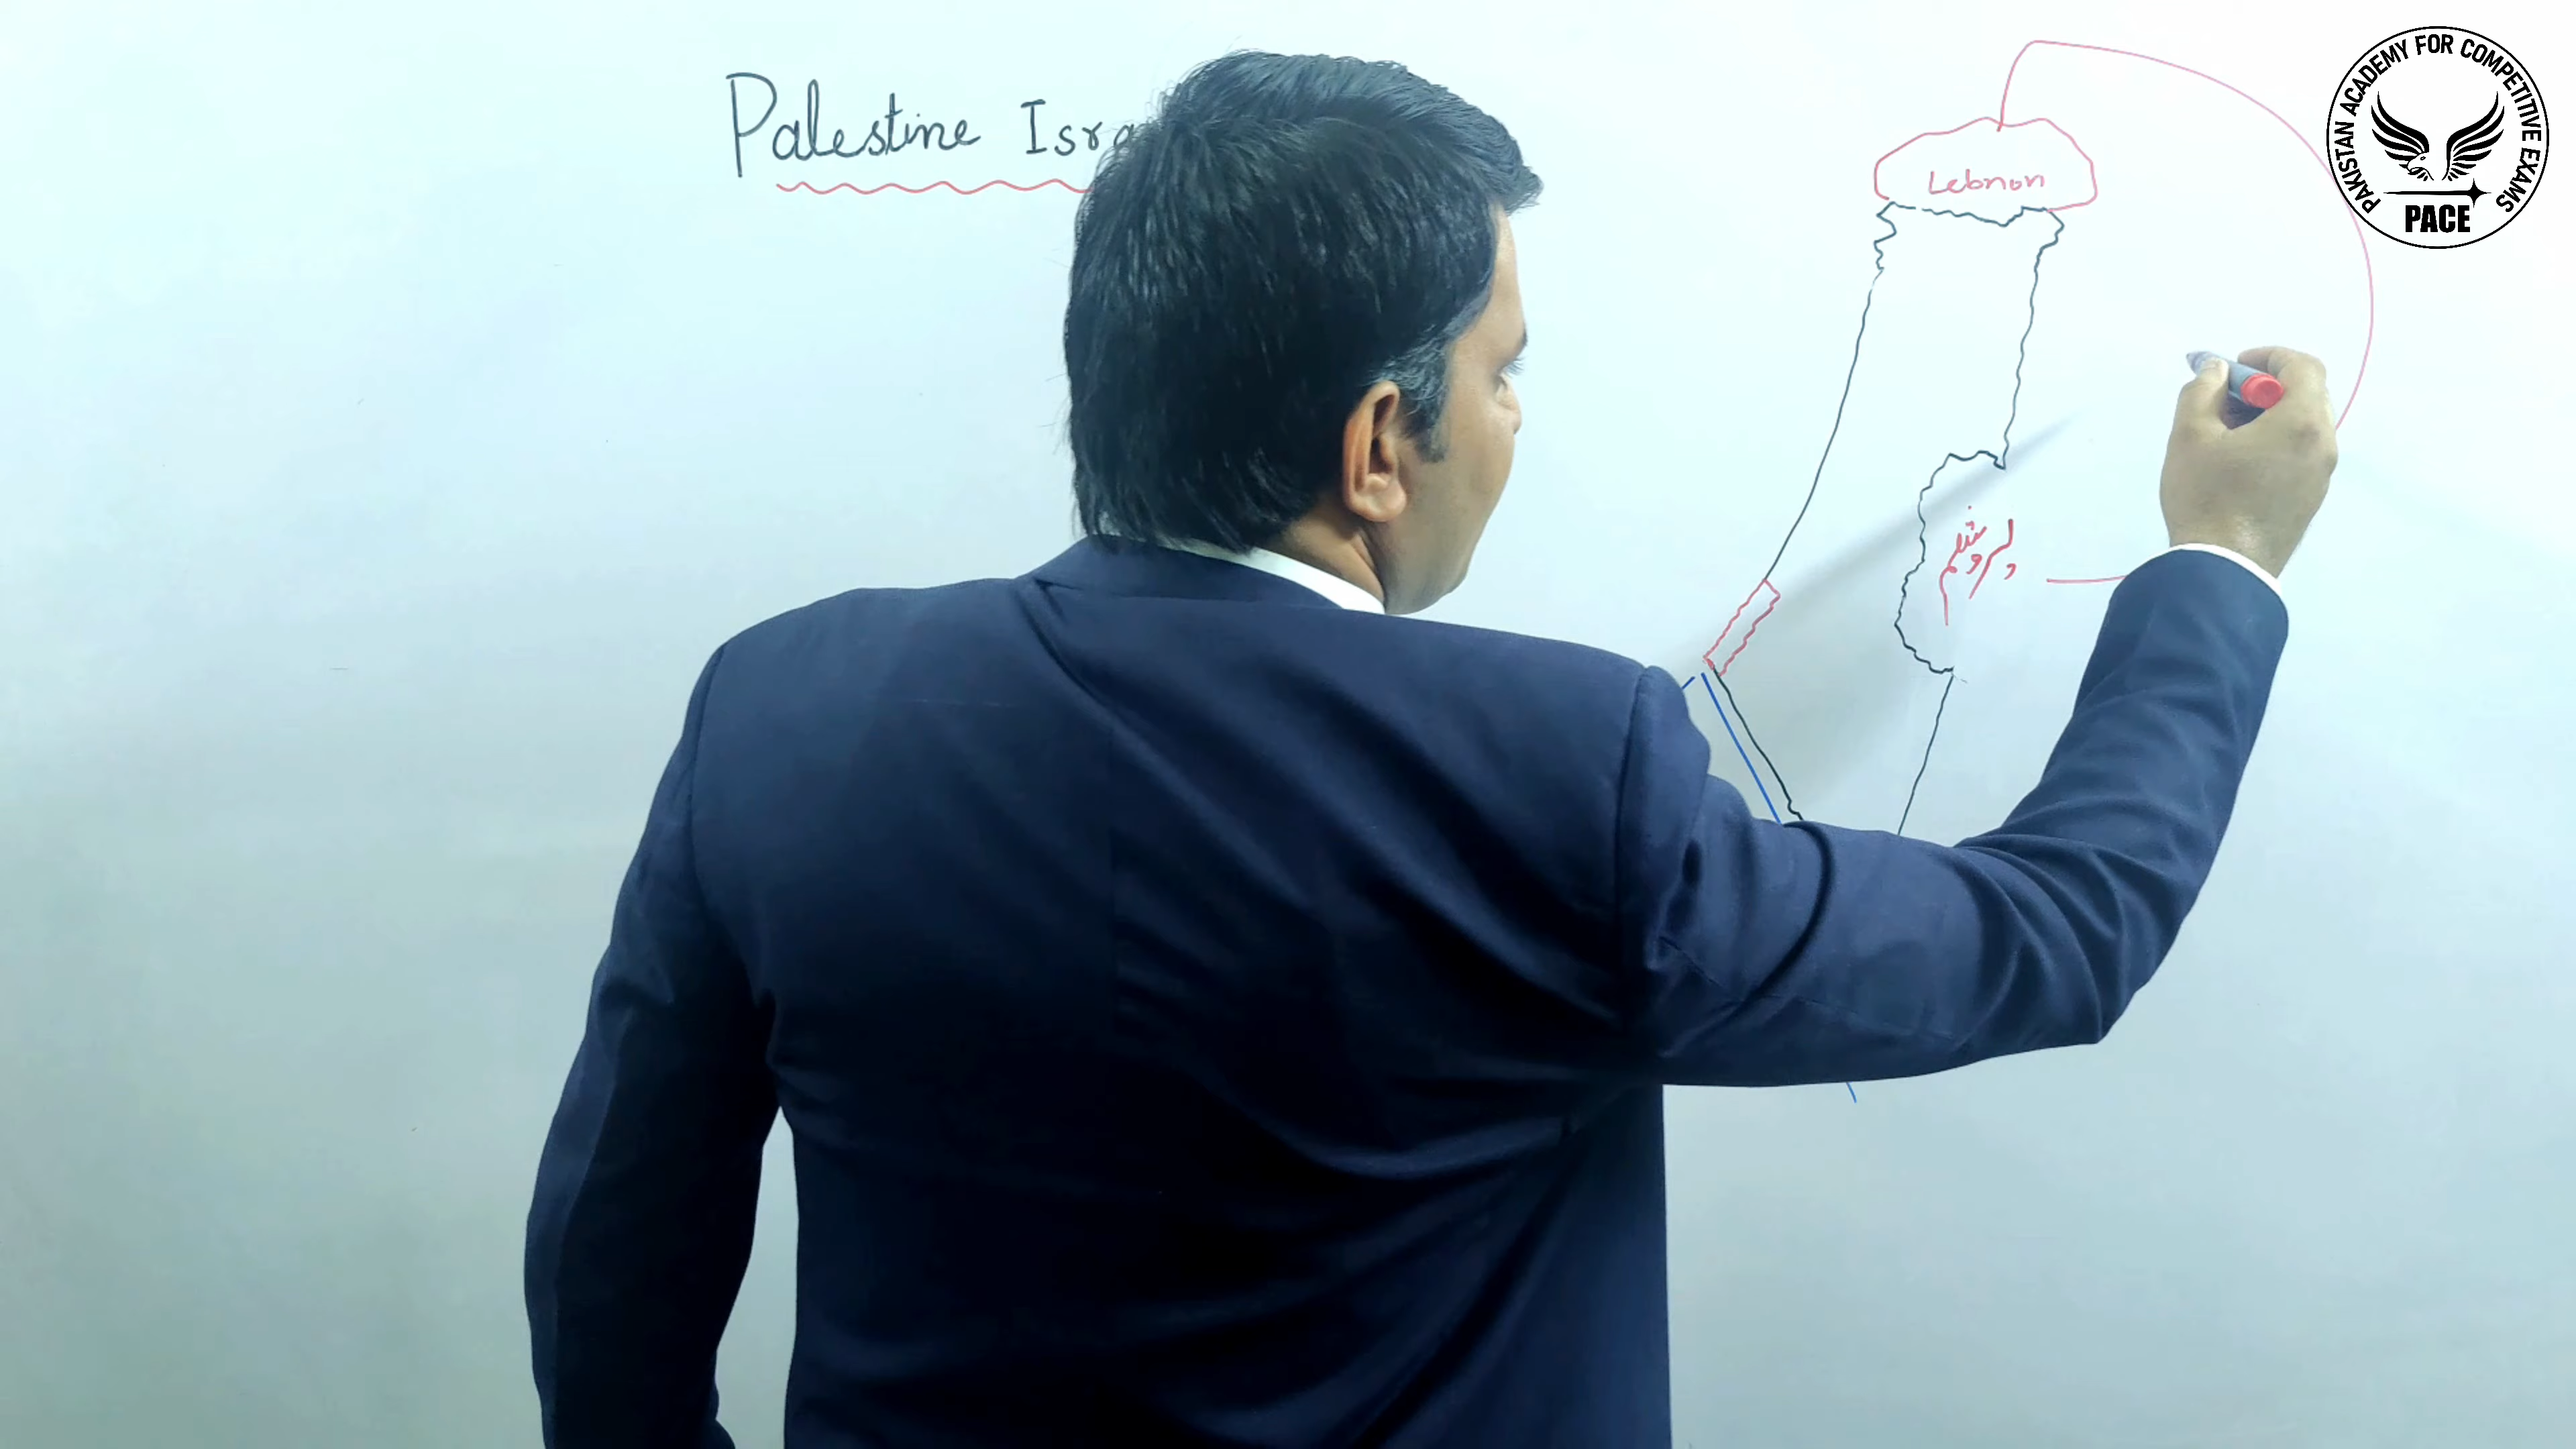 Palestine Isra
Lebnon
یروشلم
PAKISTAN ACADEMY FOR COMPETITIVE EXAMS
PACE